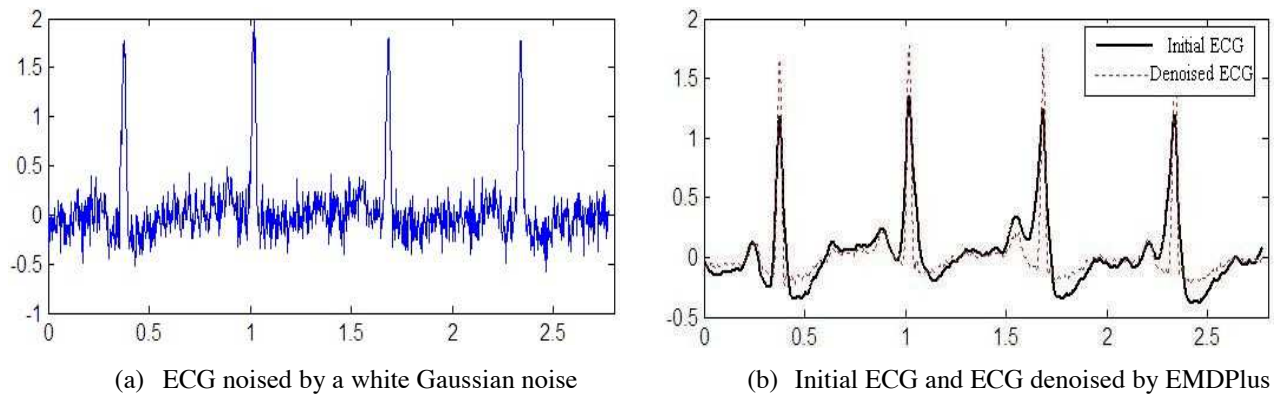 2
1.5
1
0.5
0
-0.5
-1
0 0.5 1 1.5 2 2.5
(a) ECG noised by a white Gaussian noise
2
1.5
1
0.5
0
-0.5
0 0.5 1 1.5 2 2.5
Initial ECG
Denoised ECG
(b) Initial ECG and ECG denoised by EMDPlus